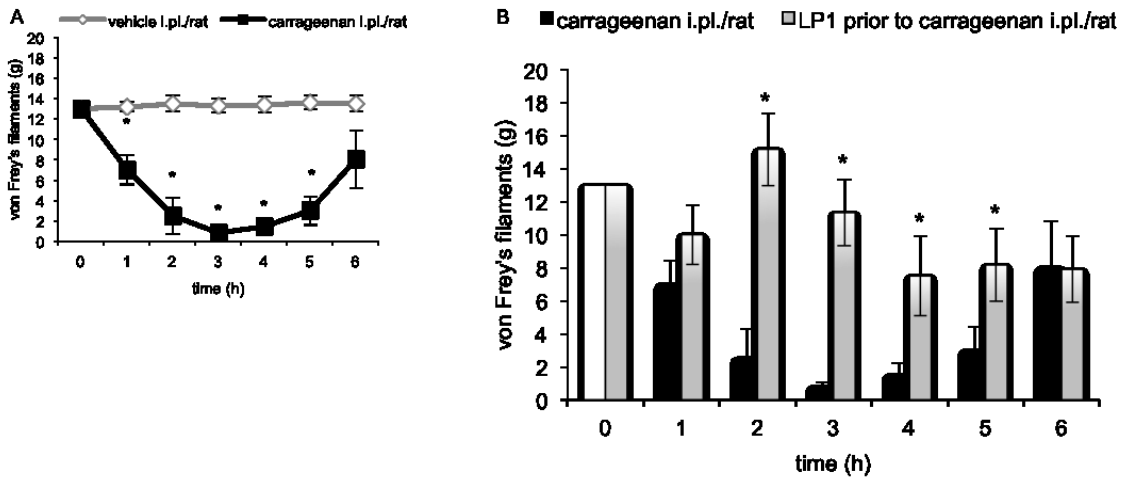 A
vehicle i.pl./rat
carrageenan i.pl./rat
von Frey's filaments (g)
20
18
16
14
12
10
8
6
4
2
0
*
*
*
*
*
0 1 2 3 4 5 6
time (h)
B
carrageenan i.pl./rat
LP1 prior to carrageenan i.pl./rat
von Frey's filaments (g)
20
18
16
14
12
10
8
6
4
2
0
*
*
*
*
0 1 2 3 4 5 6
time (h)